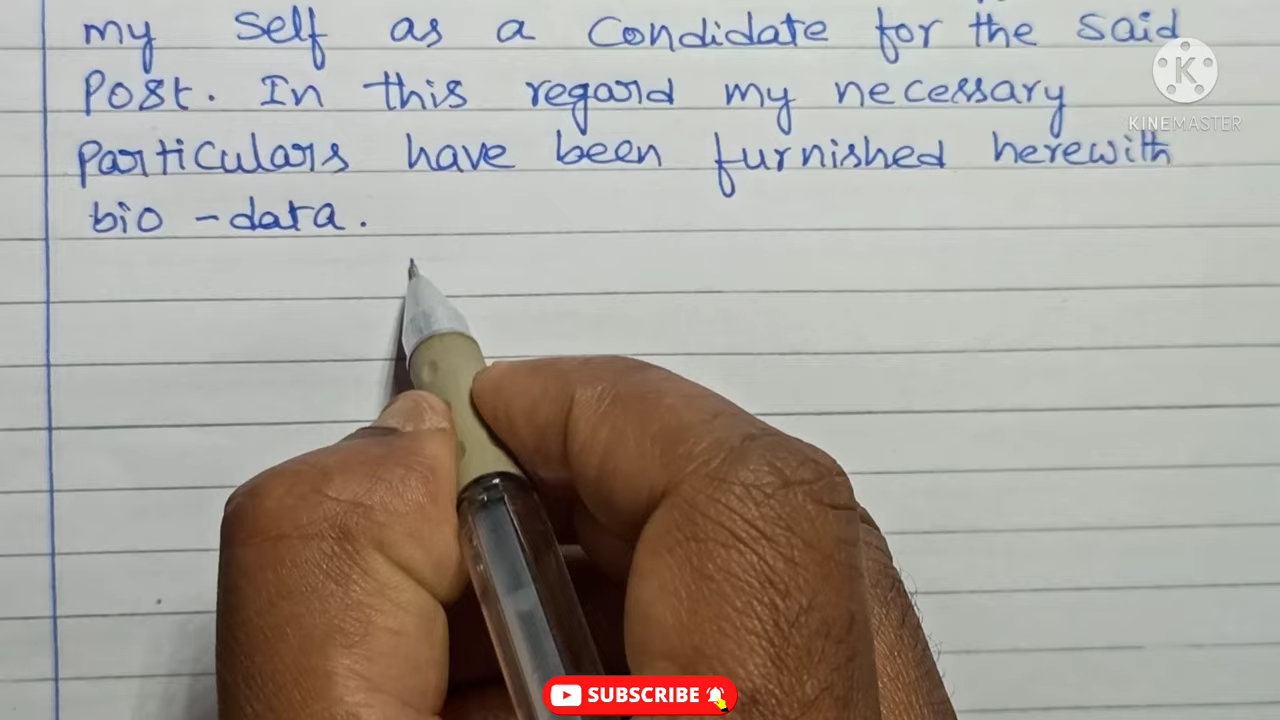 my self as a Condidate for the said
Post. In this regard my necessary
particulars have been furnished herewith
bio - data.
K
KINEMASTER
SUBSCRIBE